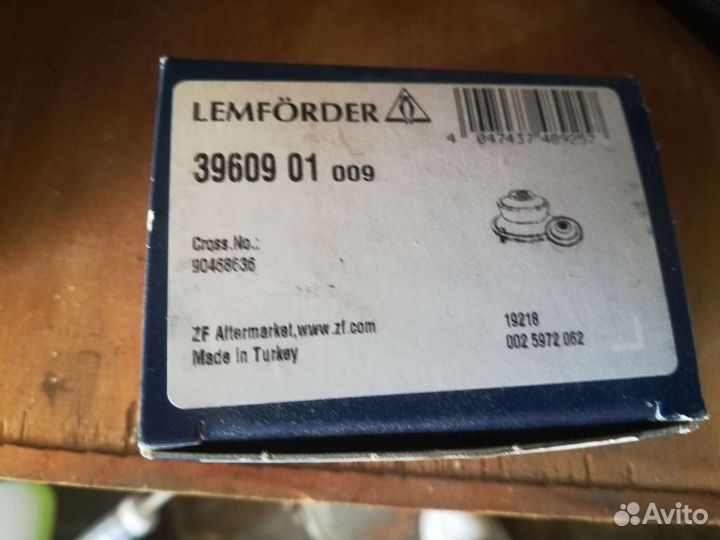 LEMFÖRDER
4 047437 489257
39609 01 009
Cross.No.:
90468636
ZF Aftermarket,www.zf.com
Made in Turkey
19218
002 5972 062
Avito